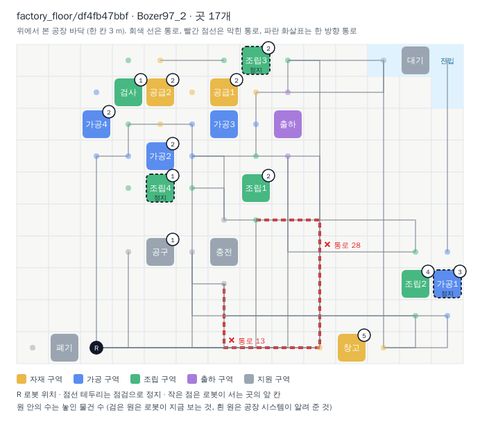 factory_floor/df4fb47bbf · Bozer97_2 · 곳 17개
위에서 본 공장 바닥 (한 칸 3 m). 회색 선은 통로, 빨간 점선은 막힌 통로, 파란 화살표는 한 방향 통로
2
조립3
정지
대기
진입
1
검사
2
공급2
2
공급1
2
가공4
가공3
출하
2
가공2
1
조립4
정지
2
조립1
✕ 통로 28
1
공구
충전
4
조립2
3
가공1
정지
✕ 통로 13
폐기
R
5
창고
자재 구역
가공 구역
조립 구역
출하 구역
지원 구역
R 로봇 위치 · 점선 테두리는 점검으로 정지 · 작은 점은 로봇이 서는 곳의 앞 칸
원 안의 수는 놓인 물건 수 (검은 원은 로봇이 지금 보는 것, 흰 원은 공장 시스템이 알려 준 것)